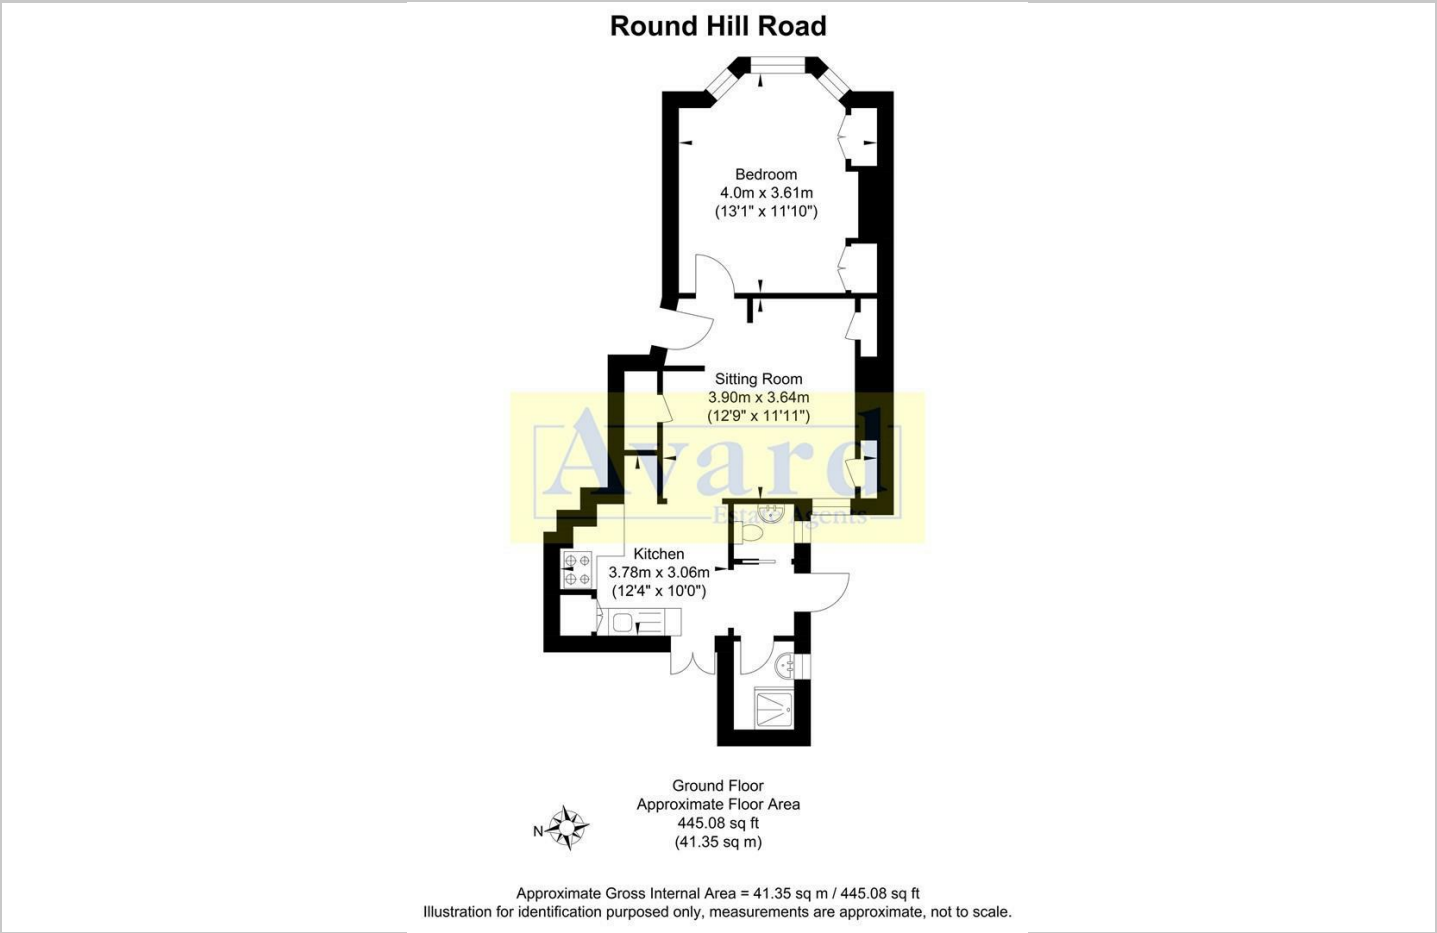 Round Hill Road
Bedroom
4.0m x 3.61m
(13'1" x 11'10")
Sitting Room
3.90m x 3.64m
(12'9" x 11'11")
Avard
Estate Agents
Kitchen
3.78m x 3.06m
(12'4" x 10'0")
Ground Floor
Approximate Floor Area
445.08 sq ft
(41.35 sq m)
N
Approximate Gross Internal Area = 41.35 sq m / 445.08 sq ft
Illustration for identification purposed only, measurements are approximate, not to scale.